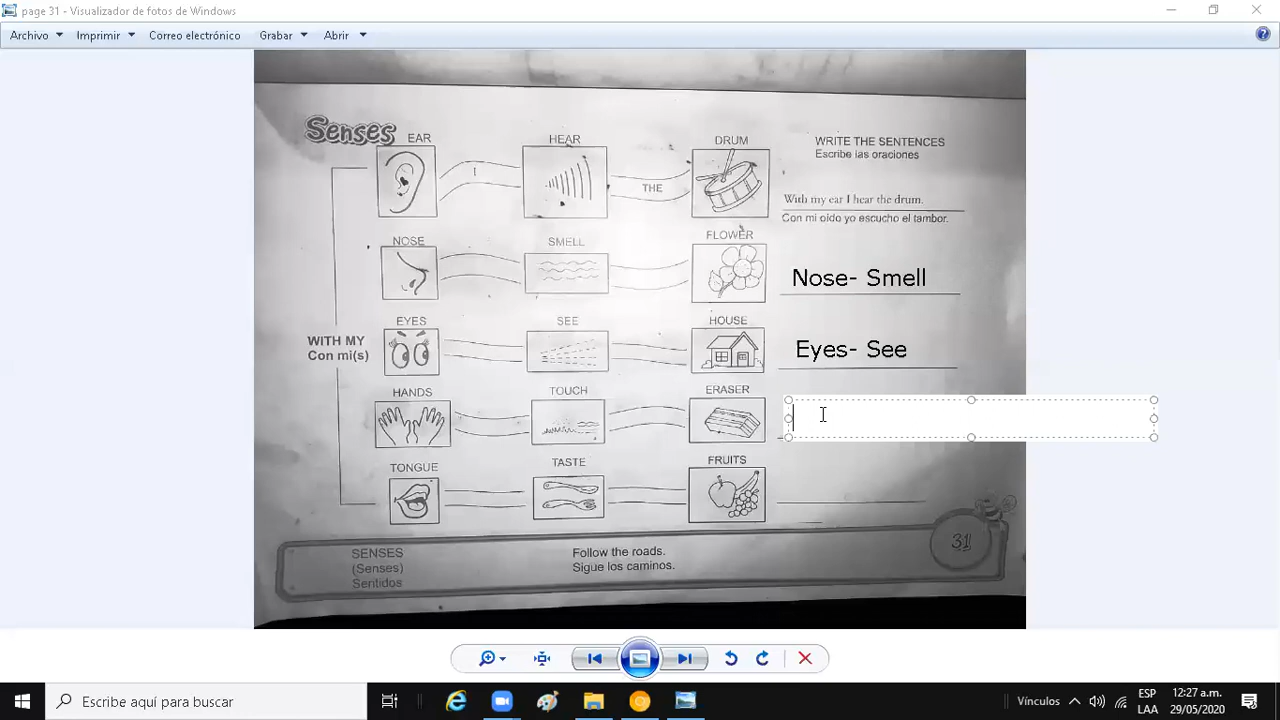 page 31 - Visualizador de fotos de Windows
Archivo Imprimir Correo electrónico Grabar Abrir
Senses
EAR HEAR DRUM WRITE THE SENTENCES
Escribe las oraciones
I THE
With my ear I hear the drum.
Con mi oído yo escucho el tambor.
NOSE SMELL FLOWER
Nose- Smell
EYES SEE HOUSE
WITH MY
Con mi(s)
Eyes- See
HANDS TOUCH ERASER
TONGUE TASTE FRUITS
SENSES
(Senses)
Sentidos
Follow the roads.
Sigue los caminos.
31
Escribe aquí para buscar
Vínculos
ESP
LAA
12:27 a.m.
29/05/2020